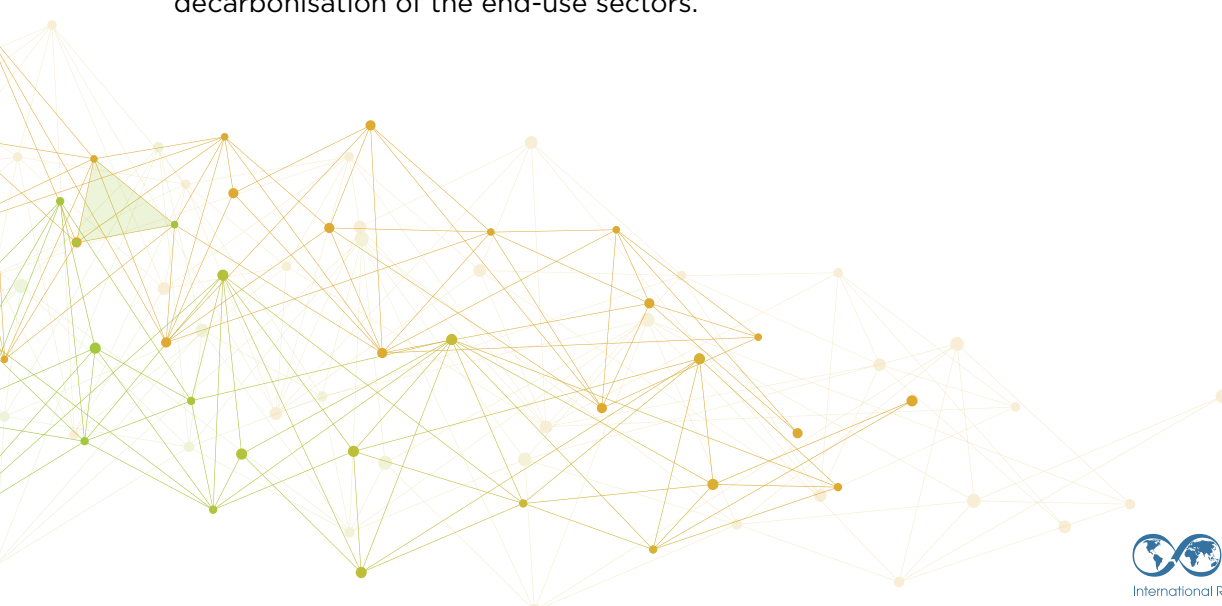 decarbonisation of the end-use sectors.
International